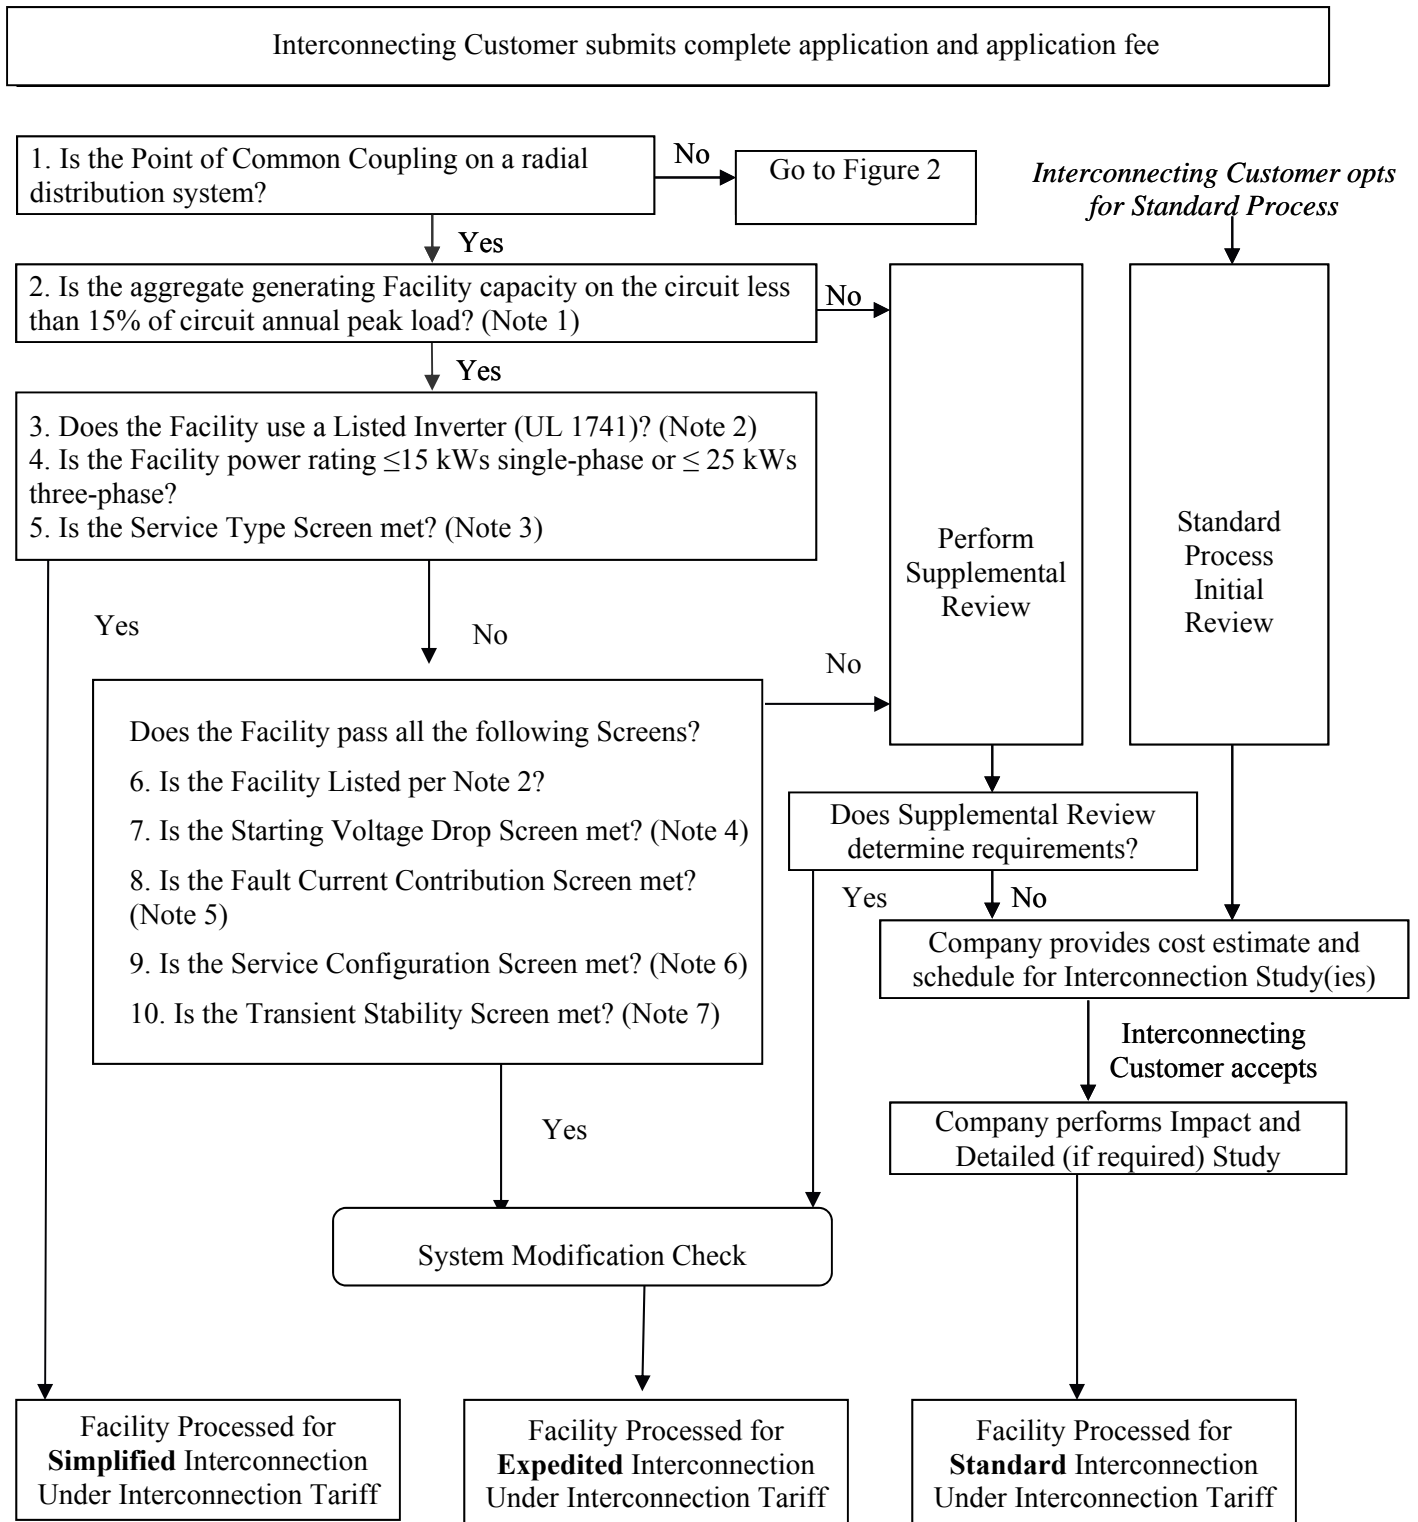 Interconnecting Customer submits complete application and application fee
1. Is the Point of Common Coupling on a radial
distribution system?
No
Go to Figure 2
Interconnecting Customer opts
for Standard Process
Yes
2. Is the aggregate generating Facility capacity on the circuit less
than 15% of circuit annual peak load? (Note 1)
No
Yes
3. Does the Facility use a Listed Inverter (UL 1741)? (Note 2)
4. Is the Facility power rating ≤15 kWs single-phase or ≤ 25 kWs
three-phase?
5. Is the Service Type Screen met? (Note 3)
Perform
Supplemental
Review
Standard
Process
Initial
Review
Yes
No
No
Does the Facility pass all the following Screens?
6. Is the Facility Listed per Note 2?
7. Is the Starting Voltage Drop Screen met? (Note 4)
8. Is the Fault Current Contribution Screen met?
(Note 5)
9. Is the Service Configuration Screen met? (Note 6)
10. Is the Transient Stability Screen met? (Note 7)
Does Supplemental Review
determine requirements?
Yes
No
Company provides cost estimate and
schedule for Interconnection Study(ies)
Interconnecting
Customer accepts
Company performs Impact and
Detailed (if required) Study
Yes
System Modification Check
Facility Processed for
Simplified Interconnection
Under Interconnection Tariff
Facility Processed for
Expedited Interconnection
Under Interconnection Tariff
Facility Processed for
Standard Interconnection
Under Interconnection Tariff